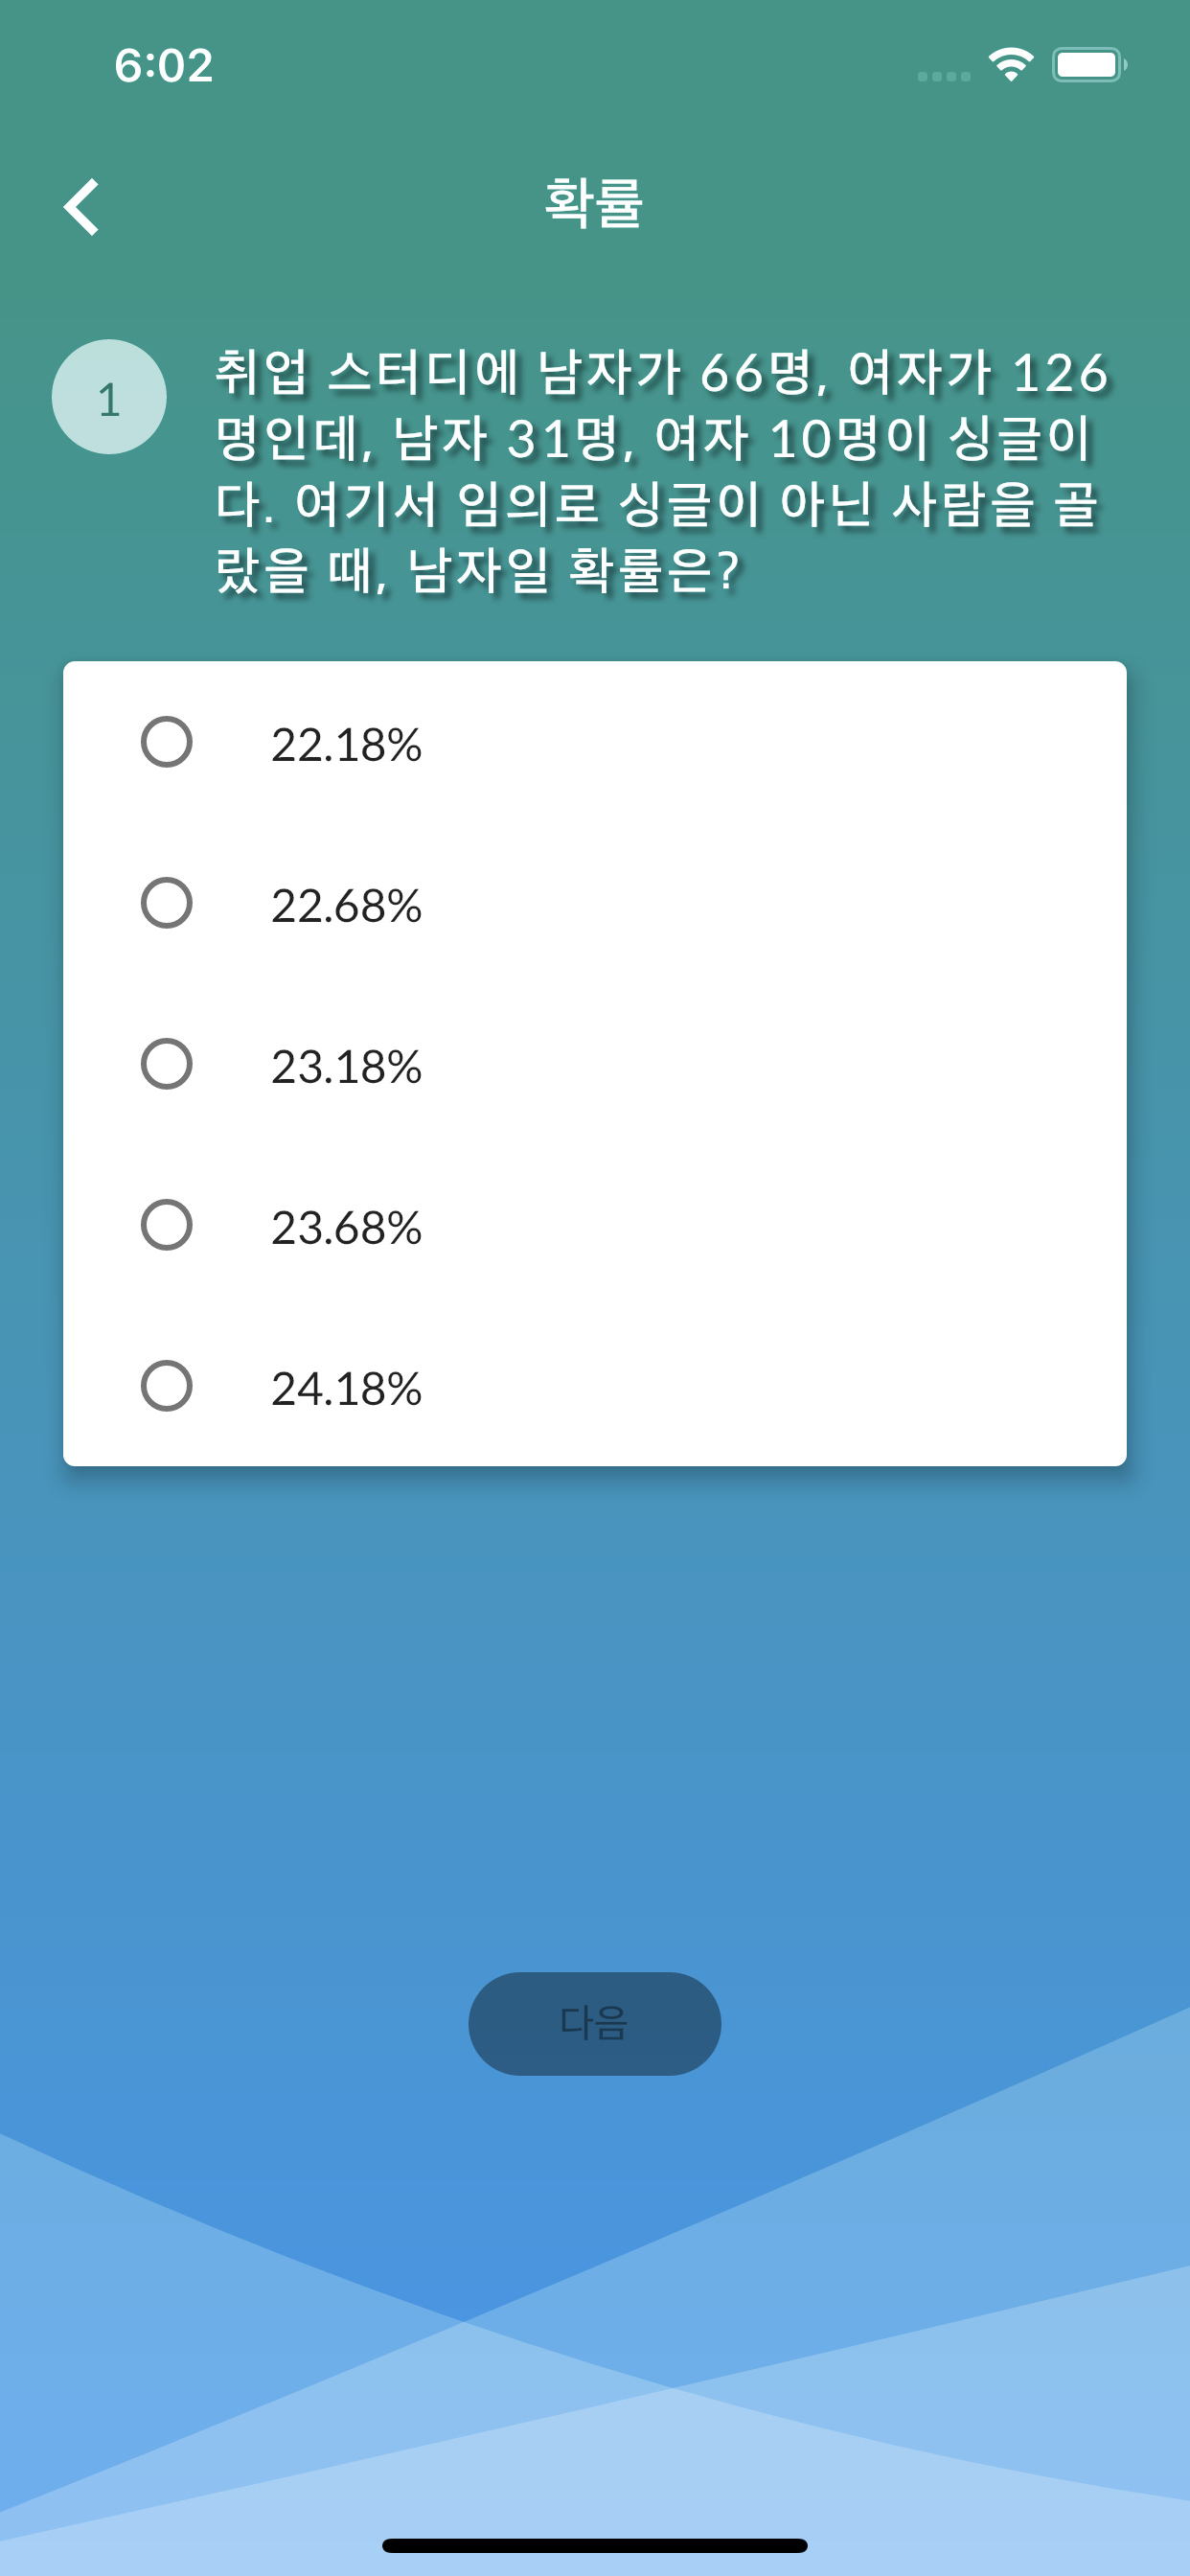 6:02
확률
1
취업 스터디에 남자가 66명, 여자가 126
명인데, 남자 31명, 여자 10명이 싱글이
다. 여기서 임의로 싱글이 아닌 사람을 골
랐을 때, 남자일 확률은?
22.18%
22.68%
23.18%
23.68%
24.18%
다음